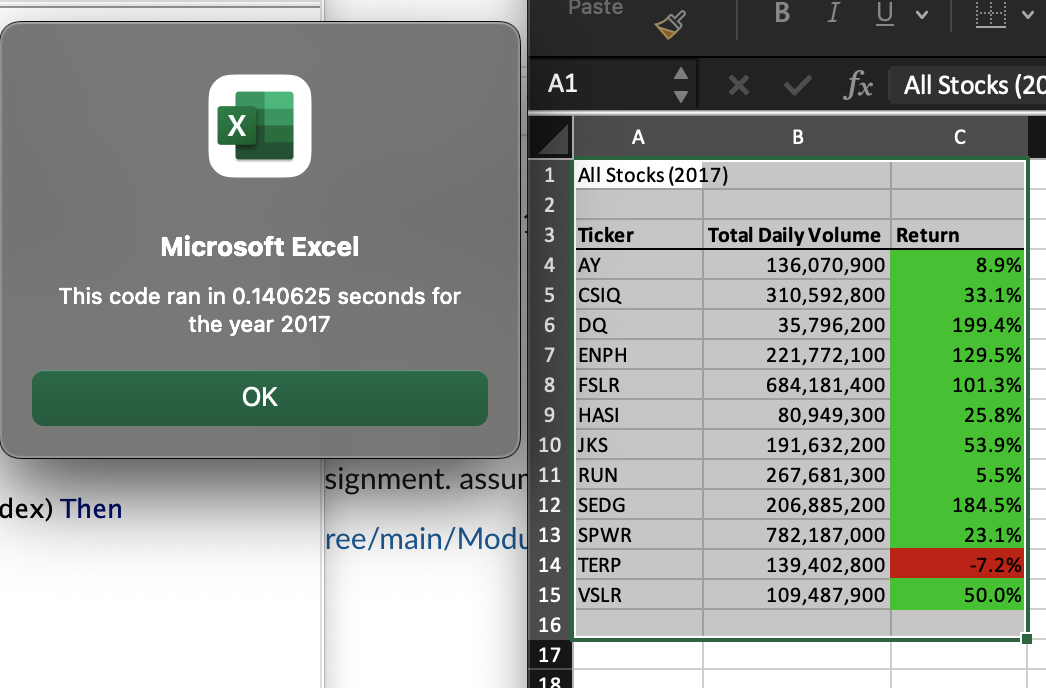 Paste
B I U
A1
fx
All Stocks (20
X
Microsoft Excel
This code ran in 0.140625 seconds for
the year 2017
OK
signment. assur
dex) Then
ree/main/Modu
A B C
1 All Stocks (2017)
2
3 Ticker Total Daily Volume Return
4 AY 136,070,900 8.9%
5 CSIQ 310,592,800 33.1%
6 DQ 35,796,200 199.4%
7 ENPH 221,772,100 129.5%
8 FSLR 684,181,400 101.3%
9 HASI 80,949,300 25.8%
10 JKS 191,632,200 53.9%
11 RUN 267,681,300 5.5%
12 SEDG 206,885,200 184.5%
13 SPWR 782,187,000 23.1%
14 TERP 139,402,800 -7.2%
15 VSLR 109,487,900 50.0%
16
17
18